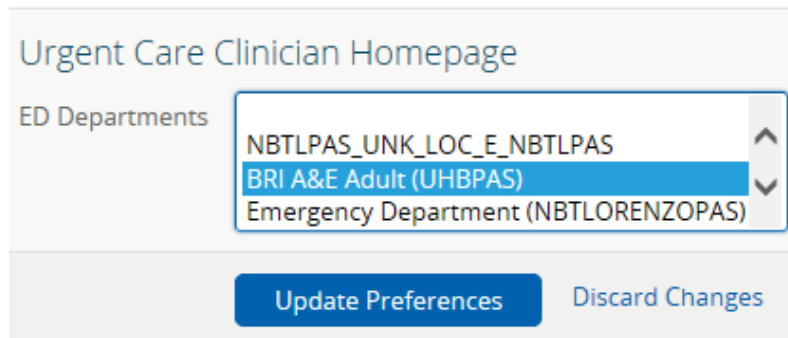 Urgent Care Clinician Homepage
ED Departments
NBTLPAS_UNK_LOC_E_NBTLPAS
BRI A&E Adult (UHBPAS)
Emergency Department (NBTLORENZOPAS)
Update Preferences Discard Changes